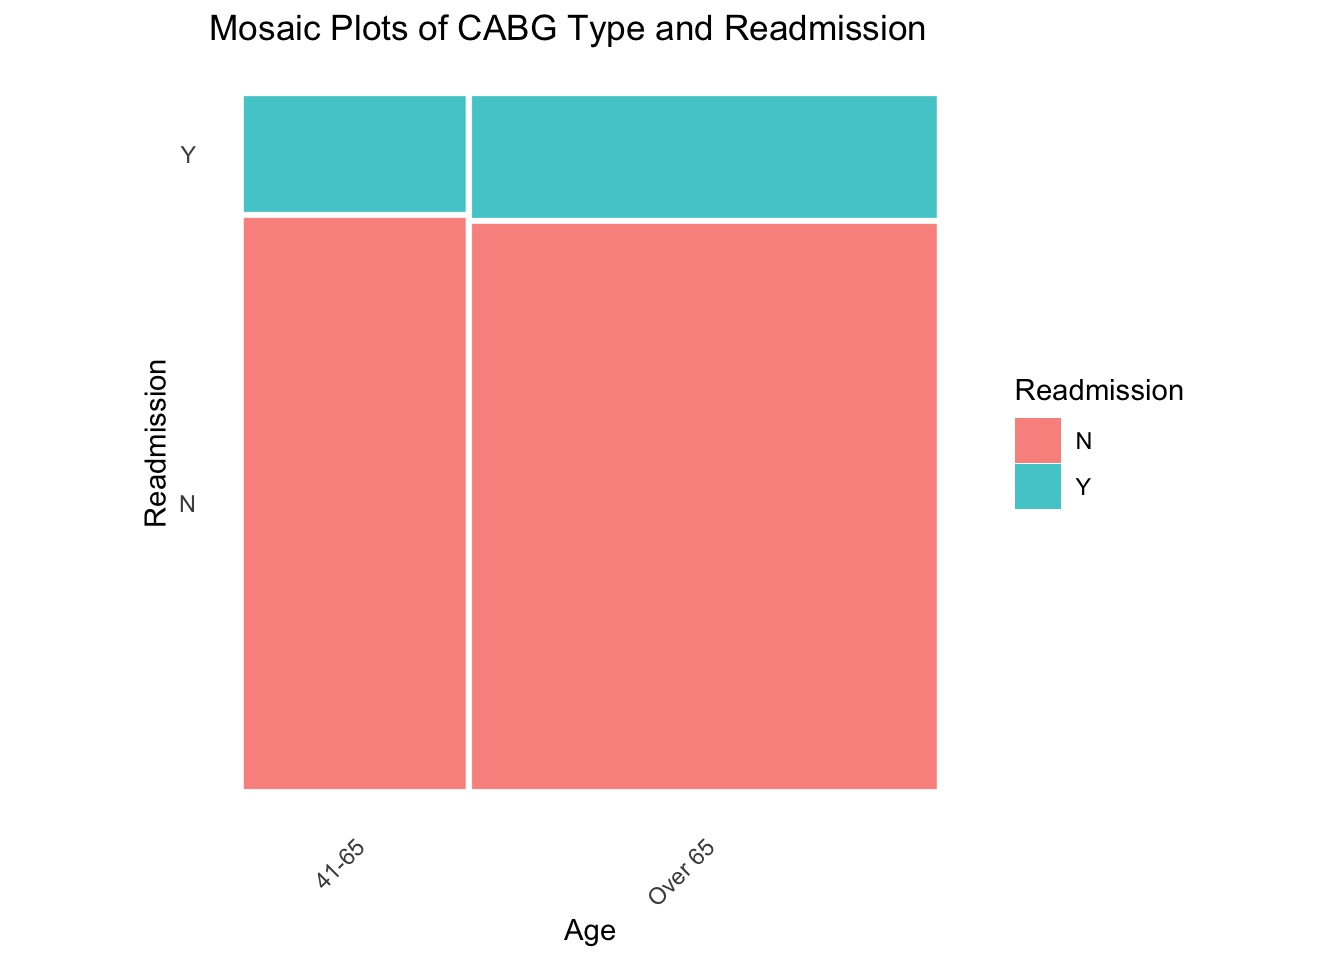 Mosaic Plots of CABG Type and Readmission
Y
N
Readmission
41-65
Over 65
Age
Readmission
N
Y